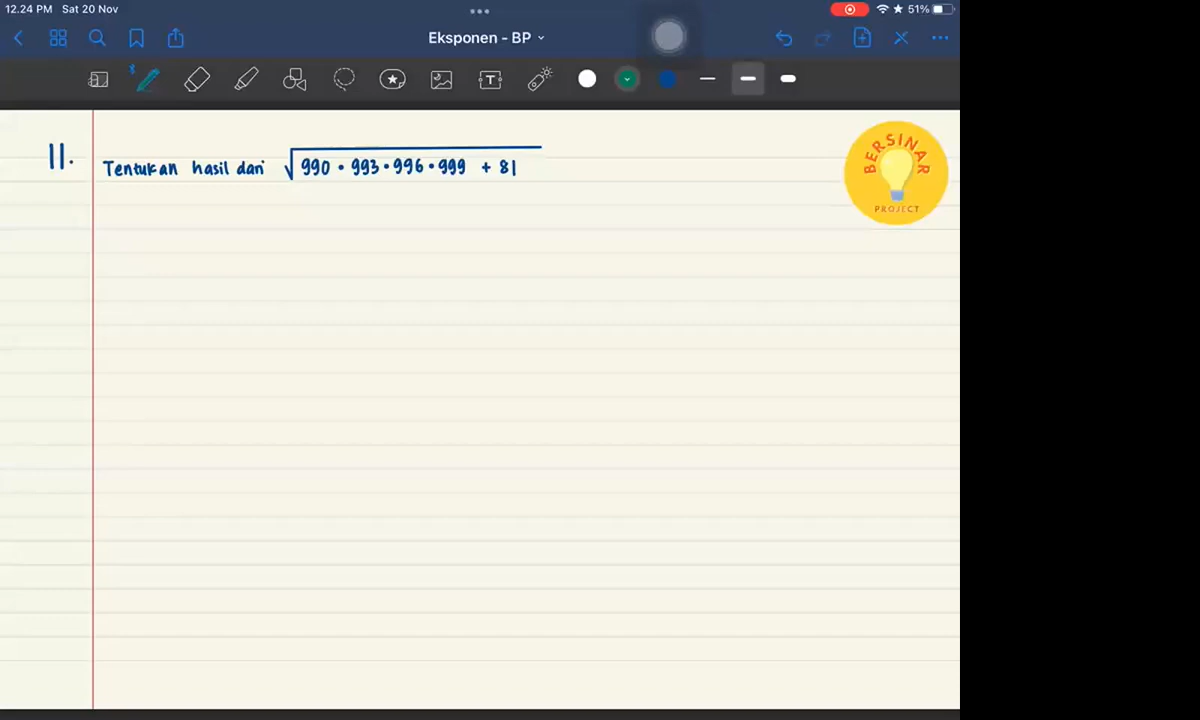 12.24 PM Sat 20 Nov
51%
Eksponen - BP
11. Tentukan hasil dari √990 • 993 • 996 • 999 + 81
BERSINAR
PROJECT